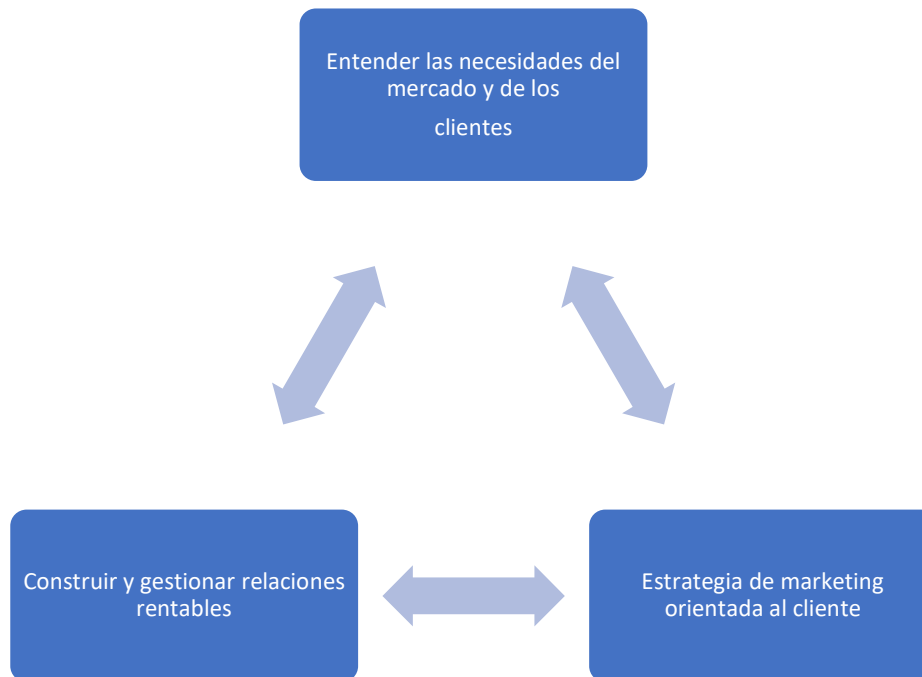 Entender las necesidades del
mercado y de los
clientes
Construir y gestionar relaciones
rentables
Estrategia de marketing
orientada al cliente